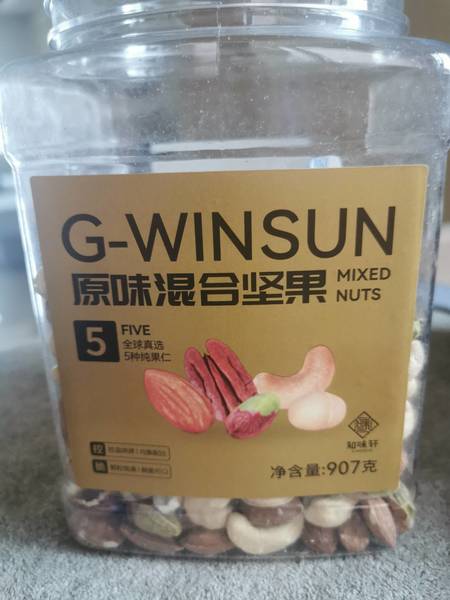 G-WINSUN
原味混合坚果
MIXED
NUTS
5
FIVE
全球真选
5种纯果仁
知味轩
净含量:907克